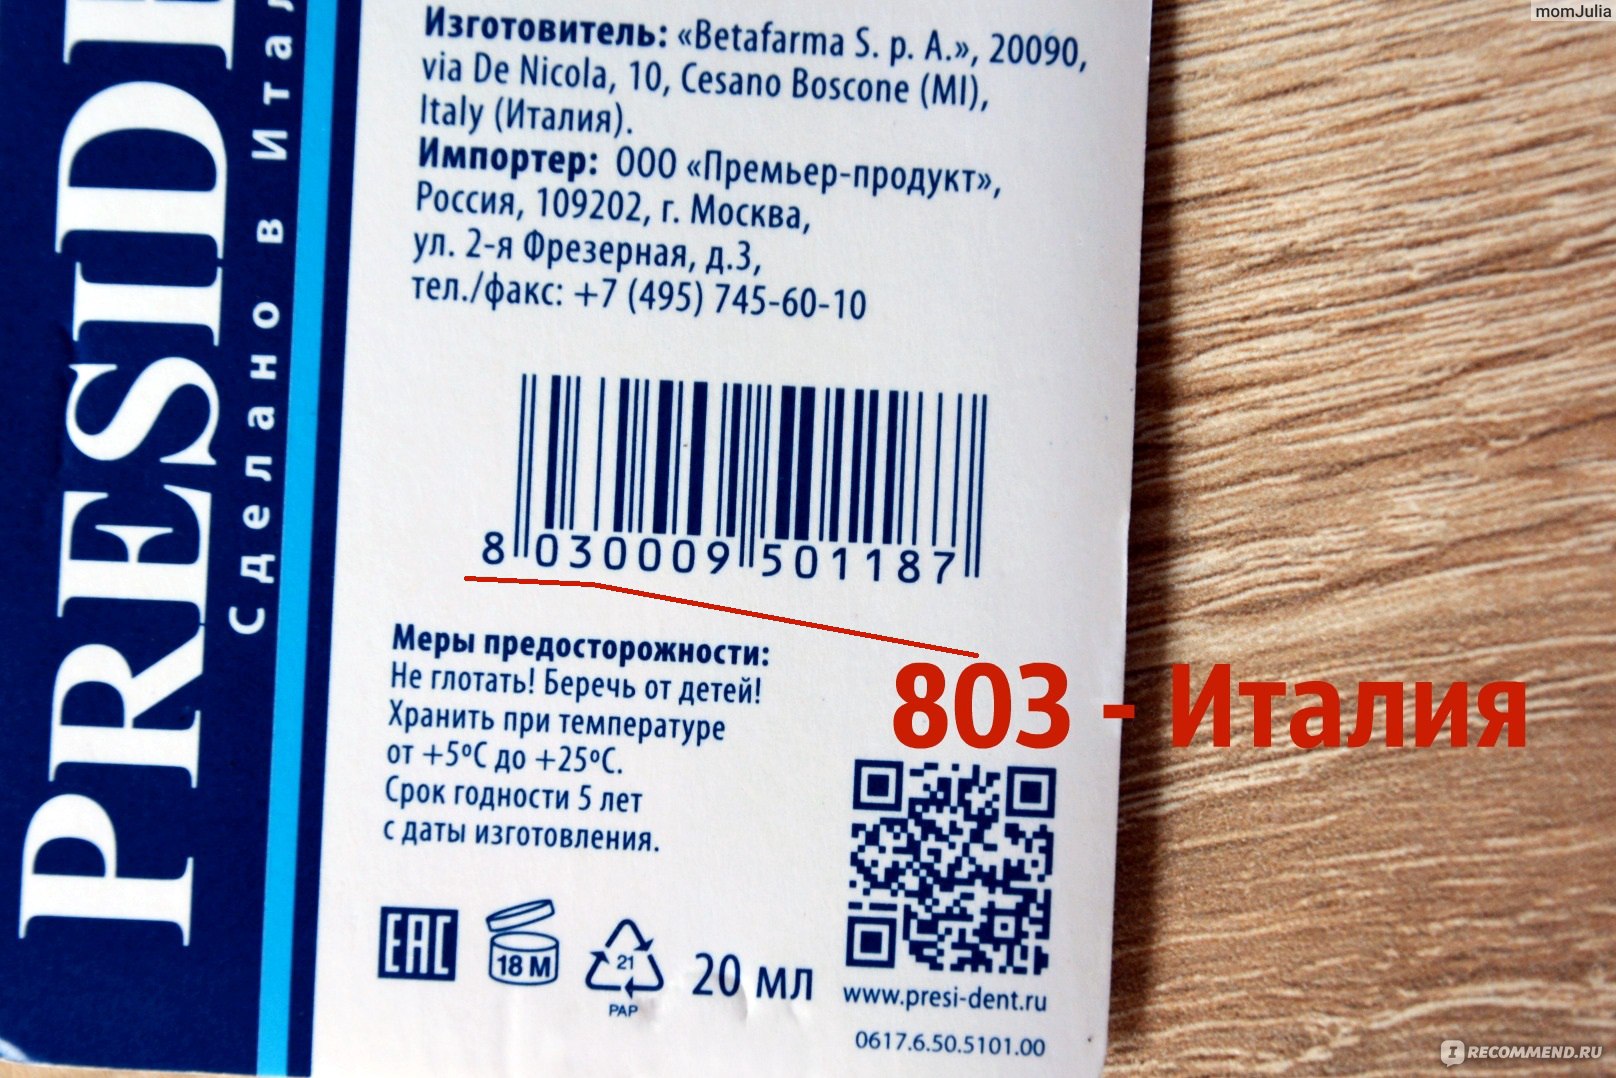 momJulia
PRESID
Сделано в Итал
Изготовитель: «Betafarma S. p. A.», 20090,
via De Nicola, 10, Cesano Boscone (MI),
Italy (Италия).
Импортер: ООО «Премьер-продукт»,
Россия, 109202, г. Москва,
ул. 2-я Фрезерная, д.3,
тел./факс: +7 (495) 745-60-10
8 030009 501187
803 - Италия
Меры предосторожности:
Не глотать! Беречь от детей!
Хранить при температуре
от +5ºС до +25ºС.
Срок годности 5 лет
с даты изготовления.
EAC
18 M
21
PAP
20 мл
www.presi-dent.ru
0617.6.50.5101.00
I RECOMMEND.RU